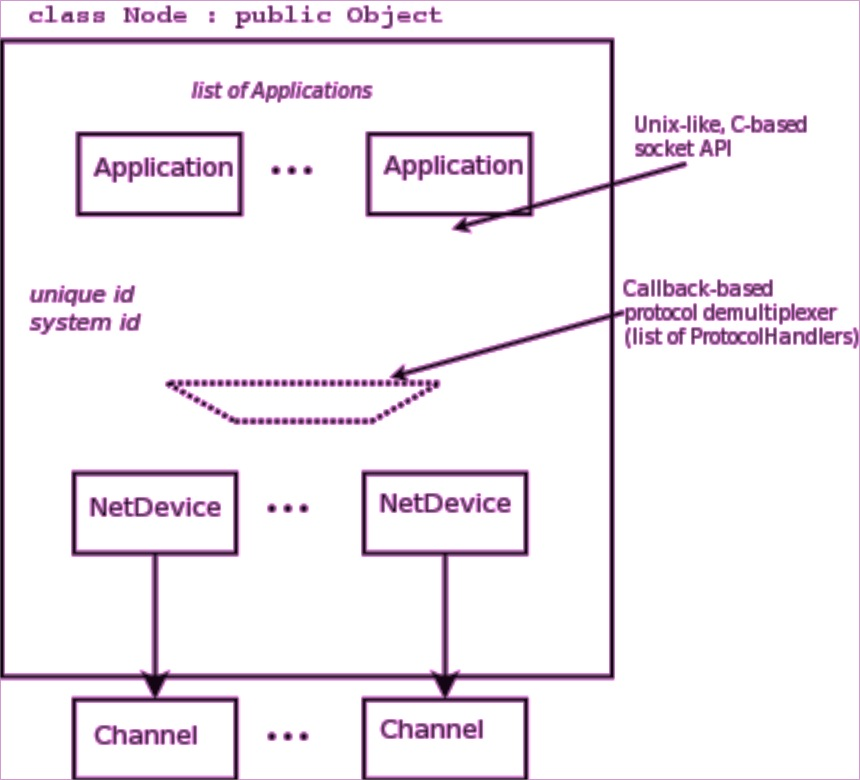 class Node : public Object
list of Applications
Application ... Application
Unix-like, C-based
socket API
unique id
system id
Callback-based
protocol demultiplexer
(list of ProtocolHandlers)
NetDevice ... NetDevice
Channel ... Channel